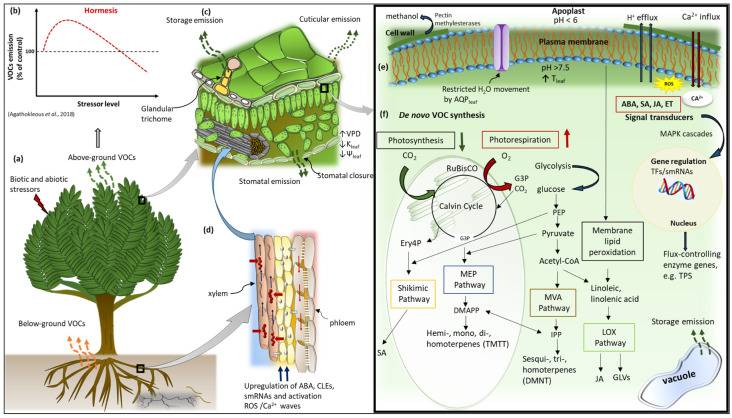 (b)
Hormesis
VOCs emission
(% of control)
100
Stressor level
(Agathokleous et al., 2018)
(a)
Above-ground VOCs
Biotic and abiotic
stressors
Below-ground VOCs
(c)
Storage emission
Cuticular emission
Glandular
trichome
↑VPD
↓Kleaf
↓Ψleaf
Stomatal closure
Stomatal emission
(d)
xylem
phloem
Upregulation of ABA, CLEs,
smRNAs and activation
ROS /Ca²⁺ waves
methanol
Pectin
methylesterases
Cell wall
Apoplast
pH < 6
H⁺ efflux
Ca²⁺ influx
Plasma membrane
(e)
pH >7.5
↑ Tleaf
Restricted H₂O movement
by AQPleaf
ROS
CA²⁺
ABA, SA, JA, ET
Signal transducers
MAPK cascades
Gene regulation
TFs/smRNAs
Nucleus
Flux-controlling
enzyme genes,
e.g. TPS
(f)
De novo VOC synthesis
Photosynthesis
Photorespiration
CO₂
O₂
RuBisCO
G3P
CO₂
Calvin Cycle
Glycolysis
glucose
PEP
Ery4P
G3P
Pyruvate
Acetyl-CoA
Membrane
lipid
peroxidation
Shikimic
Pathway
MEP
Pathway
MVA
Pathway
Linoleic,
linolenic acid
DMAPP
IPP
LOX
Pathway
Hemi-, mono, di-,
homoterpenes (TMTT)
SA
Sesqui-, tri-,
homoterpenes
(DMNT)
JA
GLVs
Storage emission
vacuole